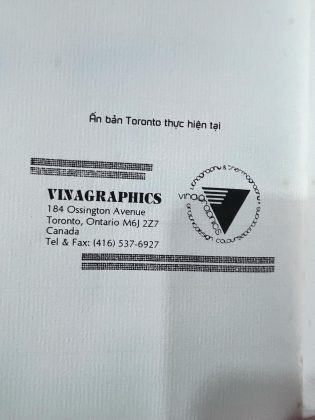 Ấn bản Toronto thực hiện tại
VINAGRAPHICS
184 Ossington Avenue
Toronto, Ontario M6J 2Z7
Canada
Tel & Fax: (416) 537-6927
vinagraphics